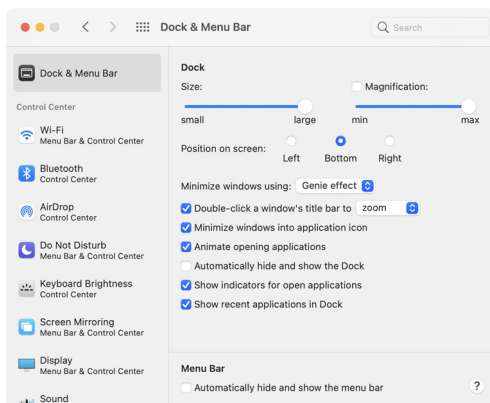 Dock & Menu Bar
Search
Dock & Menu Bar
Control Center
Wi-Fi
Menu Bar & Control Center
Bluetooth
Control Center
AirDrop
Control Center
Do Not Disturb
Menu Bar & Control Center
Keyboard Brightness
Control Center
Screen Mirroring
Menu Bar & Control Center
Display
Menu Bar & Control Center
Sound
Dock
Size:
Magnification:
small large min max
Position on screen:
Left Bottom Right
Minimize windows using: Genie effect
Double-click a window's title bar to zoom
Minimize windows into application icon
Animate opening applications
Automatically hide and show the Dock
Show indicators for open applications
Show recent applications in Dock
Menu Bar
Automatically hide and show the menu bar
?